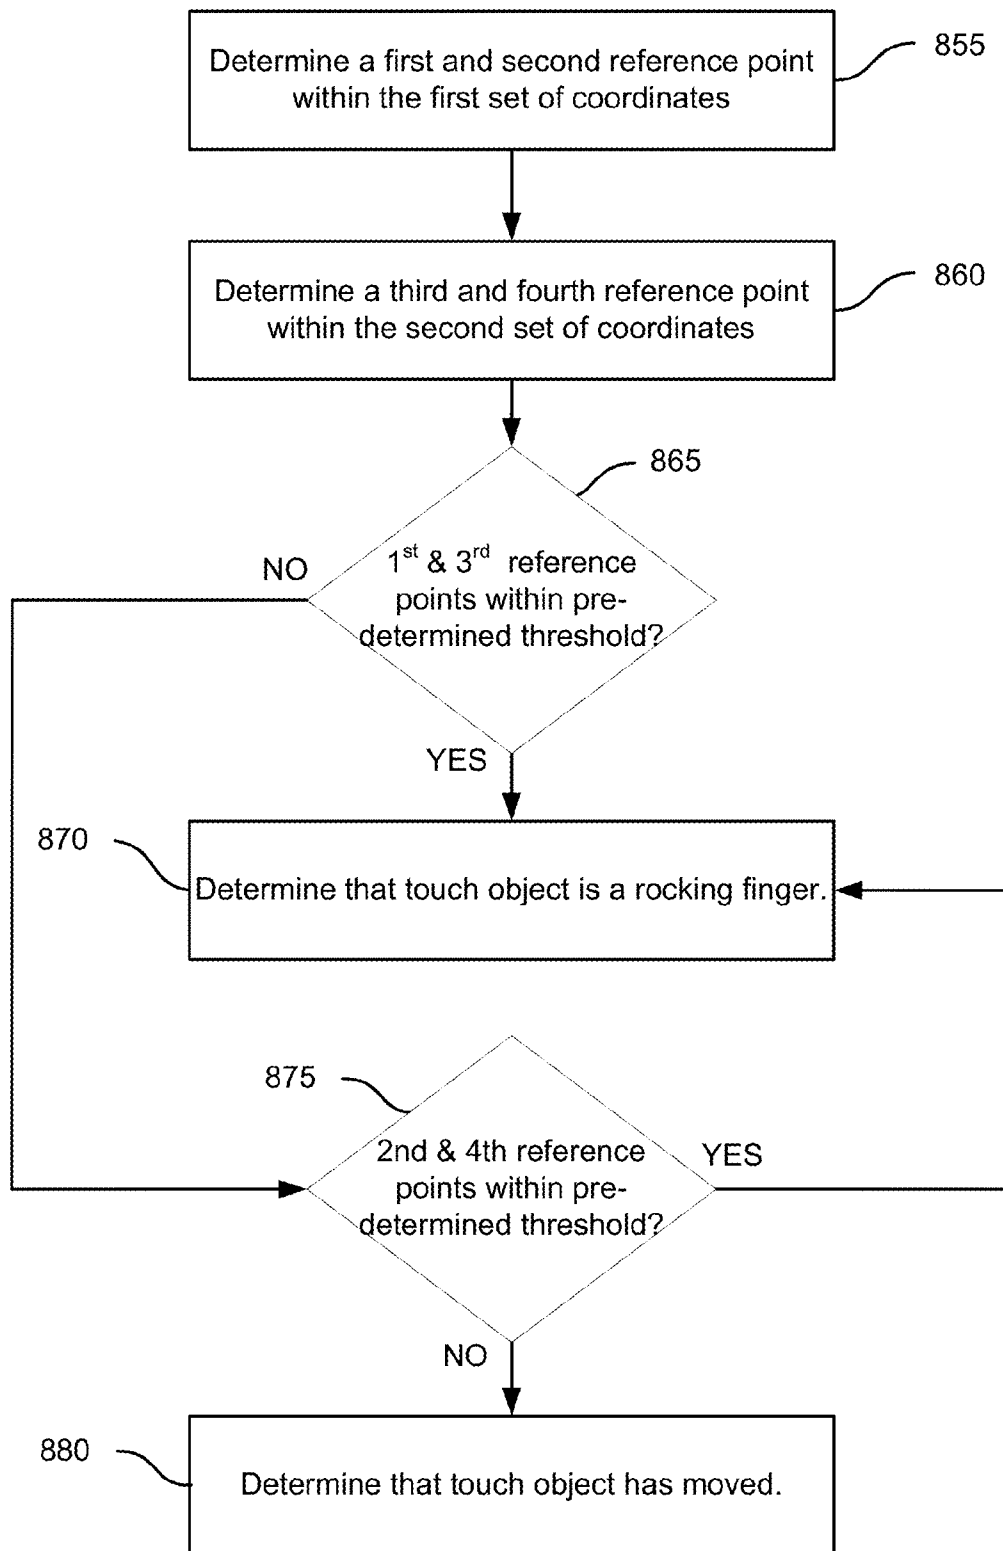 Determine a first and second reference point
within the first set of coordinates
855
Determine a third and fourth reference point
within the second set of coordinates
860
865
1st & 3rd reference
points within pre-
determined threshold?
NO
YES
870
Determine that touch object is a rocking finger.
875
2nd & 4th reference
points within pre-
determined threshold?
YES
NO
880
Determine that touch object has moved.